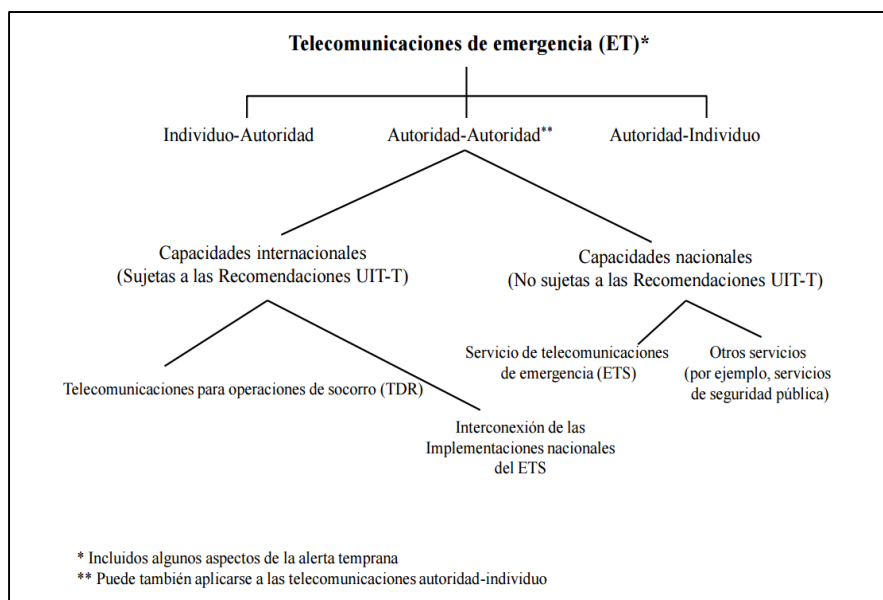 Telecomunicaciones de emergencia (ET)*
Individuo-Autoridad
Autoridad-Autoridad**
Autoridad-Individuo
Capacidades internacionales
(Sujetas a las Recomendaciones UIT-T)
Capacidades nacionales
(No sujetas a las Recomendaciones UIT-T)
Telecomunicaciones para operaciones de socorro (TDR)
Interconexión de las
Implementaciones nacionales
del ETS
Servicio de telecomunicaciones
de emergencia (ETS)
Otros servicios
(por ejemplo, servicios
de seguridad pública)
* Incluidos algunos aspectos de la alerta temprana
** Puede también aplicarse a las telecomunicaciones autoridad-individuo